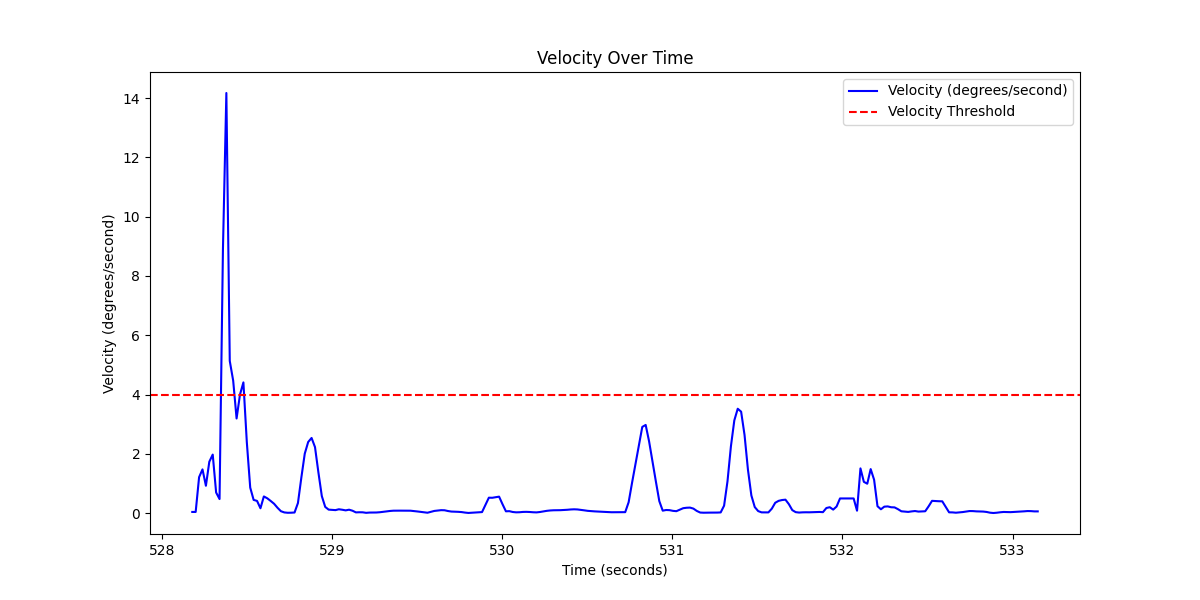 Velocity Over Time
Velocity (degrees/second)
Velocity Threshold
14
12
10
8
6
4
2
0
Velocity (degrees/second)
528
529
530
531
532
533
Time (seconds)